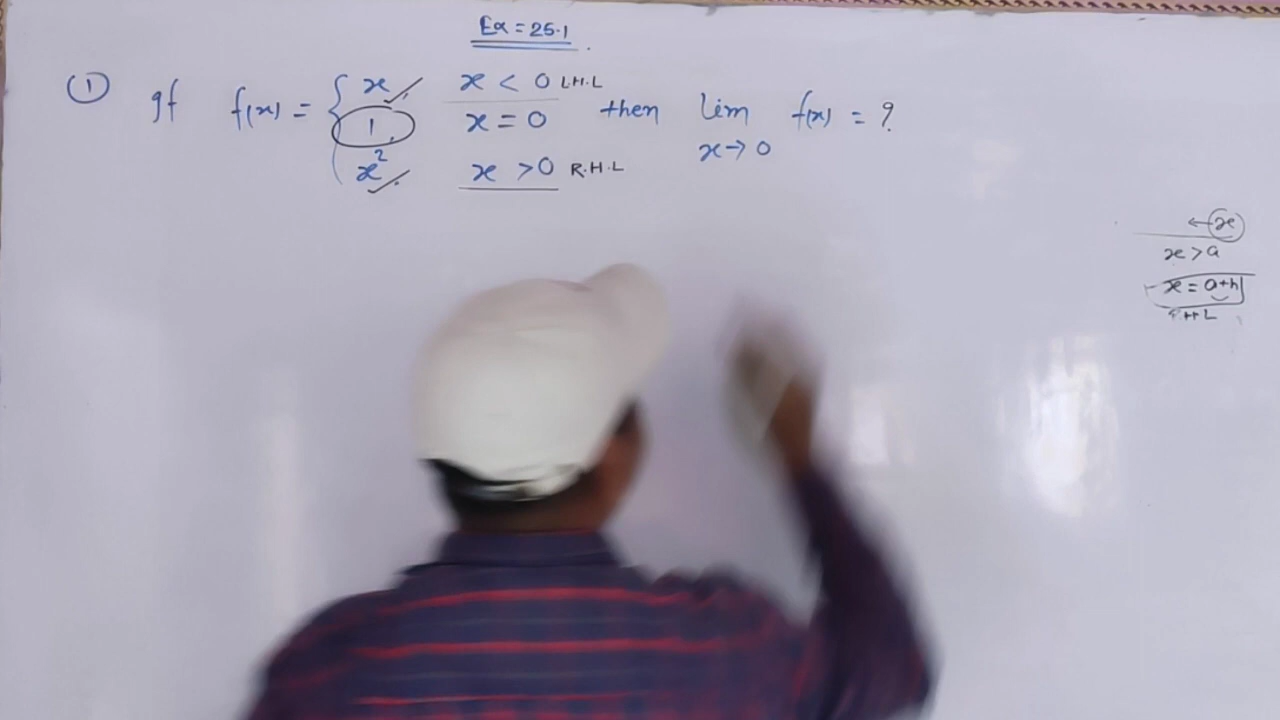 Ex = 25.1
① If f(x) = { x x < 0 L.H.L
1 x = 0 then lim x→0 f(x) = ?
x² x > 0 R.H.L
← x
x > a
x = a+h
R H L